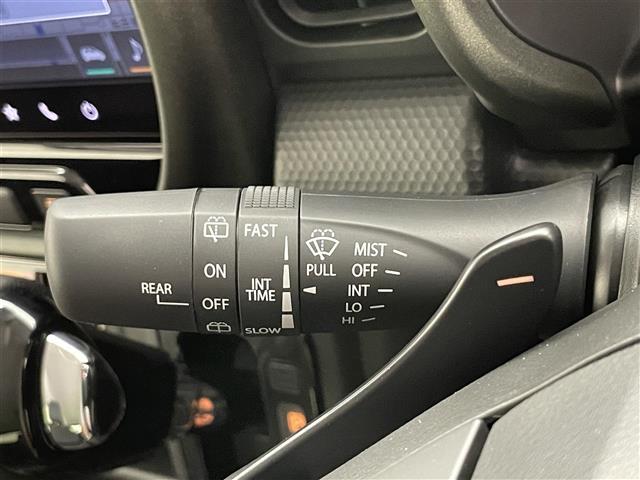 REAR
ON
OFF
FAST
INT
TIME
SLOW
PULL
MIST
OFF
INT
LO
HI